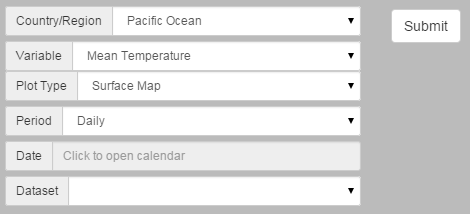 Country/Region Pacific Ocean Submit
Variable Mean Temperature
Plot Type Surface Map
Period Daily
Date Click to open calendar
Dataset